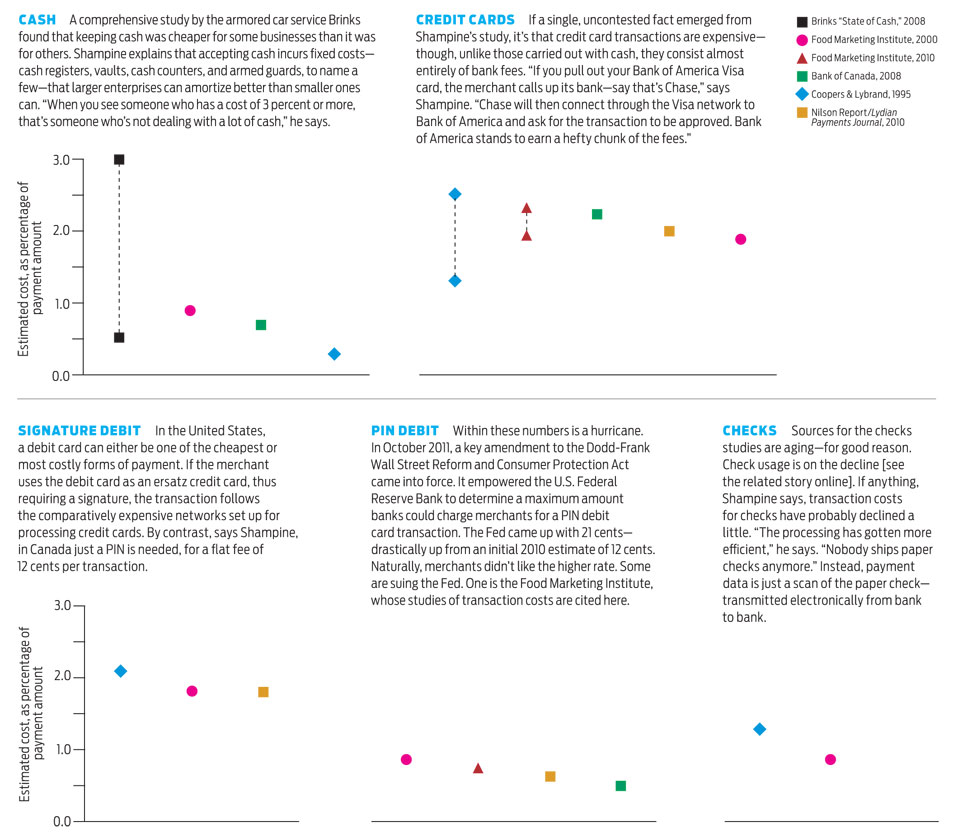 CASH A comprehensive study by the armored car service Brinks
found that keeping cash was cheaper for some businesses than it was
for others. Shampine explains that accepting cash incurs fixed costs—
cash registers, vaults, cash counters, and armed guards, to name a
few—that larger enterprises can amortize better than smaller ones
can. “When you see someone who has a cost of 3 percent or more,
that’s someone who’s not dealing with a lot of cash,” he says.
CREDIT CARDS If a single, uncontested fact emerged from
Shampine’s study, it’s that credit card transactions are expensive—
though, unlike those carried out with cash, they consist almost
entirely of bank fees. “If you pull out your Bank of America Visa
card, the merchant calls up its bank—say that’s Chase,” says
Shampine. “Chase will then connect through the Visa network to
Bank of America and ask for the transaction to be approved. Bank
of America stands to earn a hefty chunk of the fees.”
Brinks “State of Cash,” 2008
Food Marketing Institute, 2000
Food Marketing Institute, 2010
Bank of Canada, 2008
Coopers & Lybrand, 1995
Nilson Report/Lydian
Payments Journal, 2010
Estimated cost, as percentage of
payment amount
3.0
2.0
1.0
0.0
SIGNATURE DEBIT In the United States,
a debit card can either be one of the cheapest or
most costly forms of payment. If the merchant
uses the debit card as an ersatz credit card, thus
requiring a signature, the transaction follows
the comparatively expensive networks set up for
processing credit cards. By contrast, says Shampine,
in Canada just a PIN is needed, for a flat fee of
12 cents per transaction.
PIN DEBIT Within these numbers is a hurricane.
In October 2011, a key amendment to the Dodd-Frank
Wall Street Reform and Consumer Protection Act
came into force. It empowered the U.S. Federal
Reserve Bank to determine a maximum amount
banks could charge merchants for a PIN debit
card transaction. The Fed came up with 21 cents—
drastically up from an initial 2010 estimate of 12 cents.
Naturally, merchants didn’t like the higher rate. Some
are suing the Fed. One is the Food Marketing Institute,
whose studies of transaction costs are cited here.
CHECKS Sources for the checks
studies are aging—for good reason.
Check usage is on the decline [see
the related story online]. If anything,
Shampine says, transaction costs
for checks have probably declined a
little. “The processing has gotten more
efficient,” he says. “Nobody ships paper
checks anymore.” Instead, payment
data is just a scan of the paper check—
transmitted electronically from bank
to bank.
Estimated cost, as percentage of
payment amount
3.0
2.0
1.0
0.0